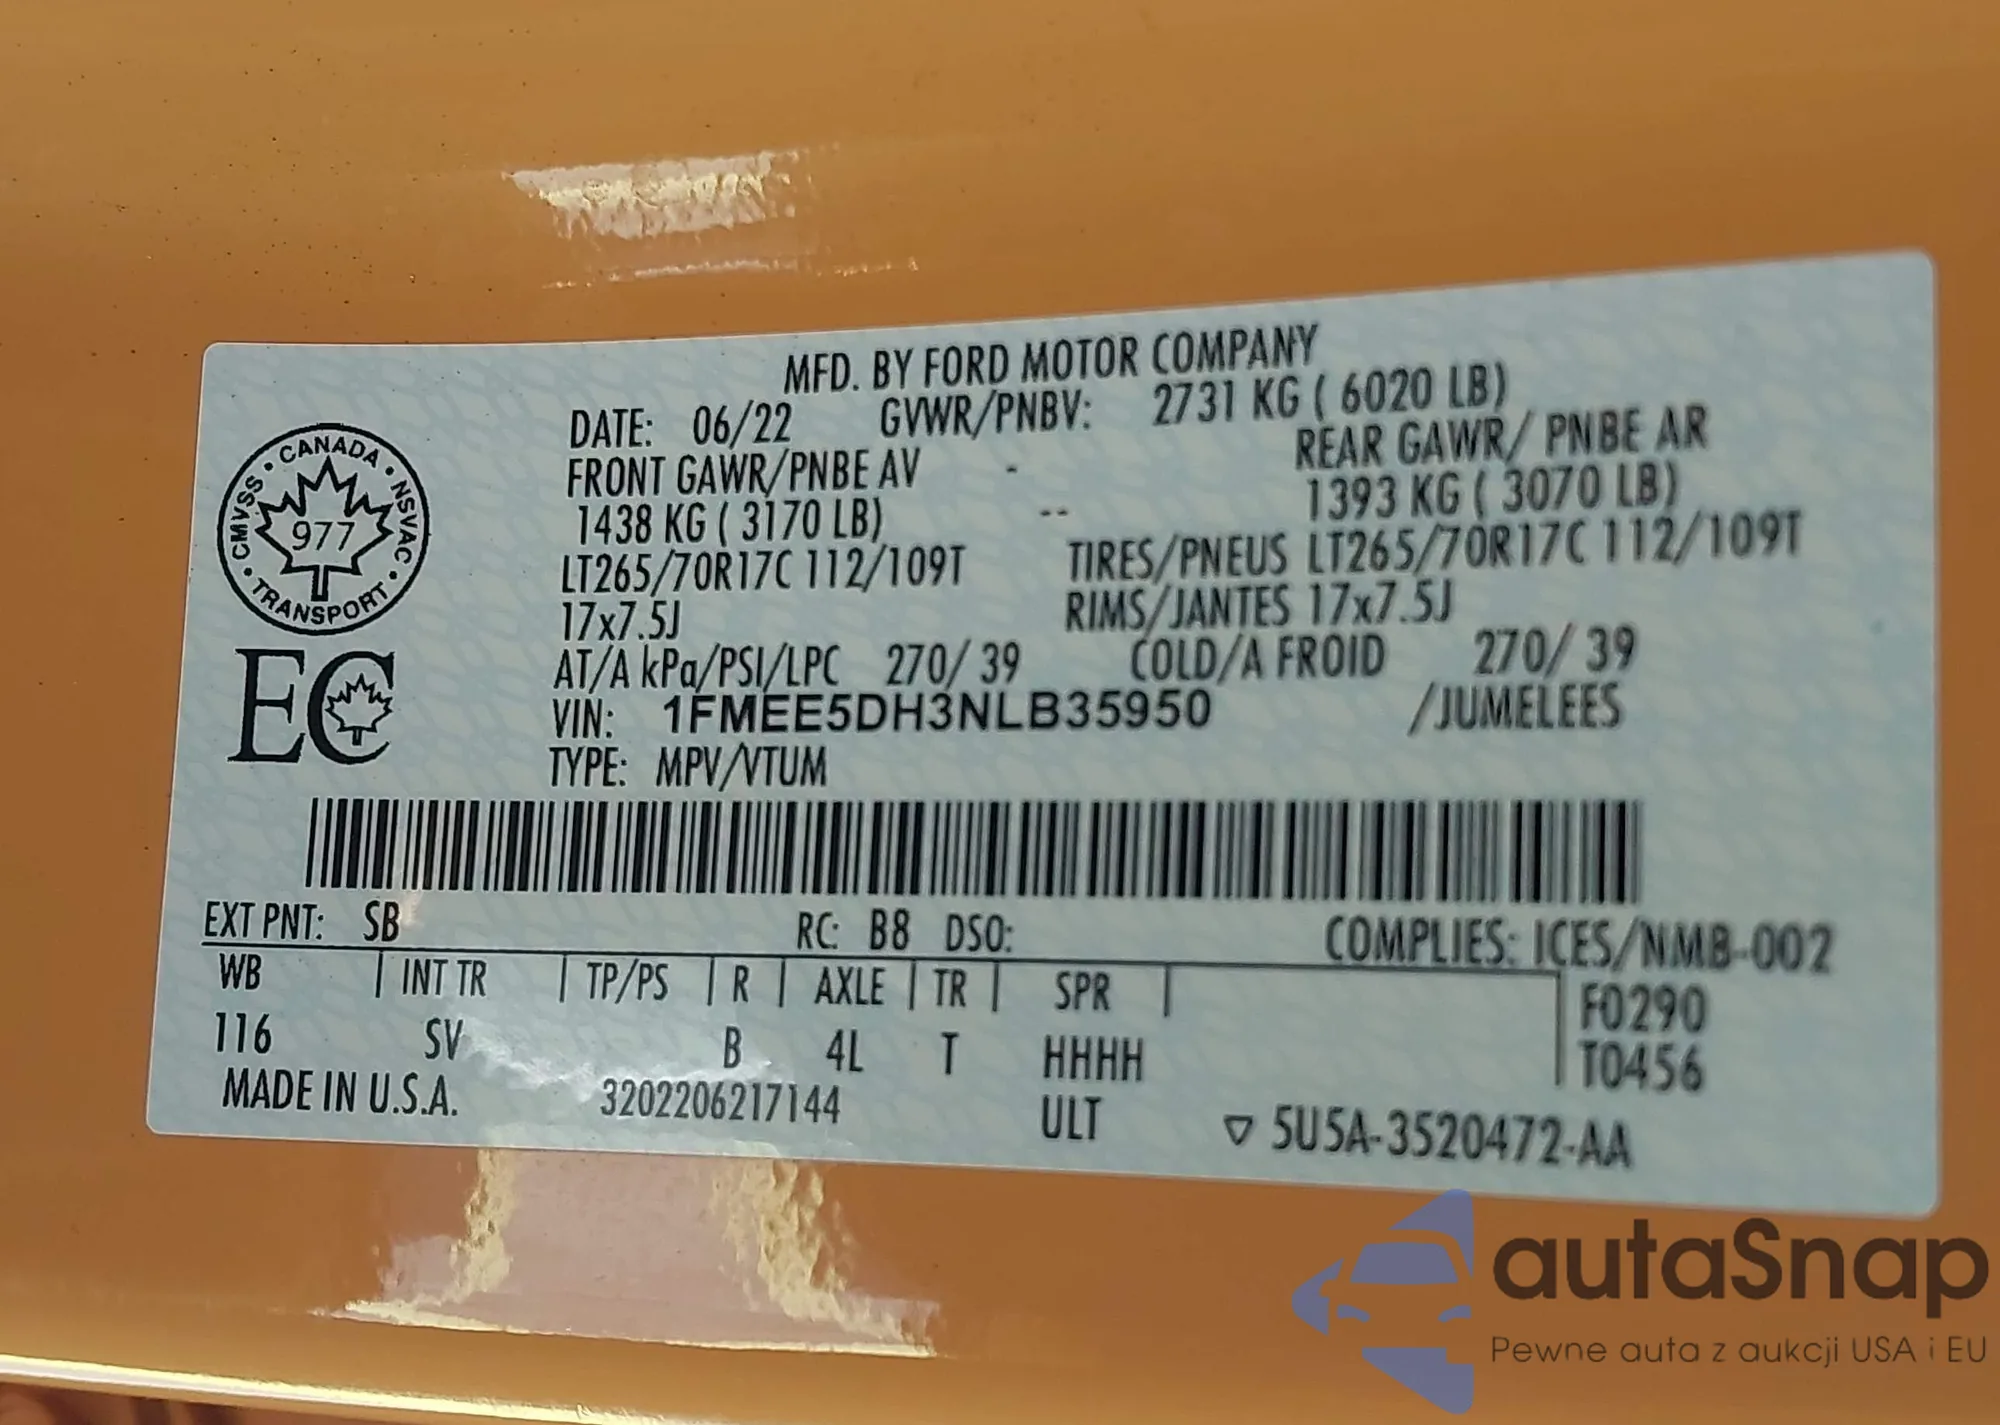 MFD. BY FORD MOTOR COMPANY
DATE: 06/22 GVWR/PNBV: 2731 KG ( 6020 LB)
FRONT GAWR/PNBE AV - REAR GAWR/ PNBE AR
1438 KG ( 3170 LB) -- 1393 KG ( 3070 LB)
LT265/70R17C 112/109T TIRES/PNEUS LT265/70R17C 112/109T
17x7.5J RIMS/JANTES 17x7.5J
AT/A kPa/PSI/LPC 270/ 39 COLD/A FROID 270/ 39
VIN: 1FMEE5DH3NLB35950 /JUMELEES
TYPE: MPV/VTUM
CANADA • NSVAC • TRANSPORT • CMVSS •
977
EC
EXT PNT: SB RC: B8 DSO: COMPLIES: ICES/NMB-002
WB | INT TR | TP/PS | R | AXLE | TR | SPR | F0290
116 SV B 4L T HHHH T0456
MADE IN U.S.A. 3202206217144 ULT ▽ 5U5A-3520472-AA
autaSnap
Pewne auta z aukcji USA i EU